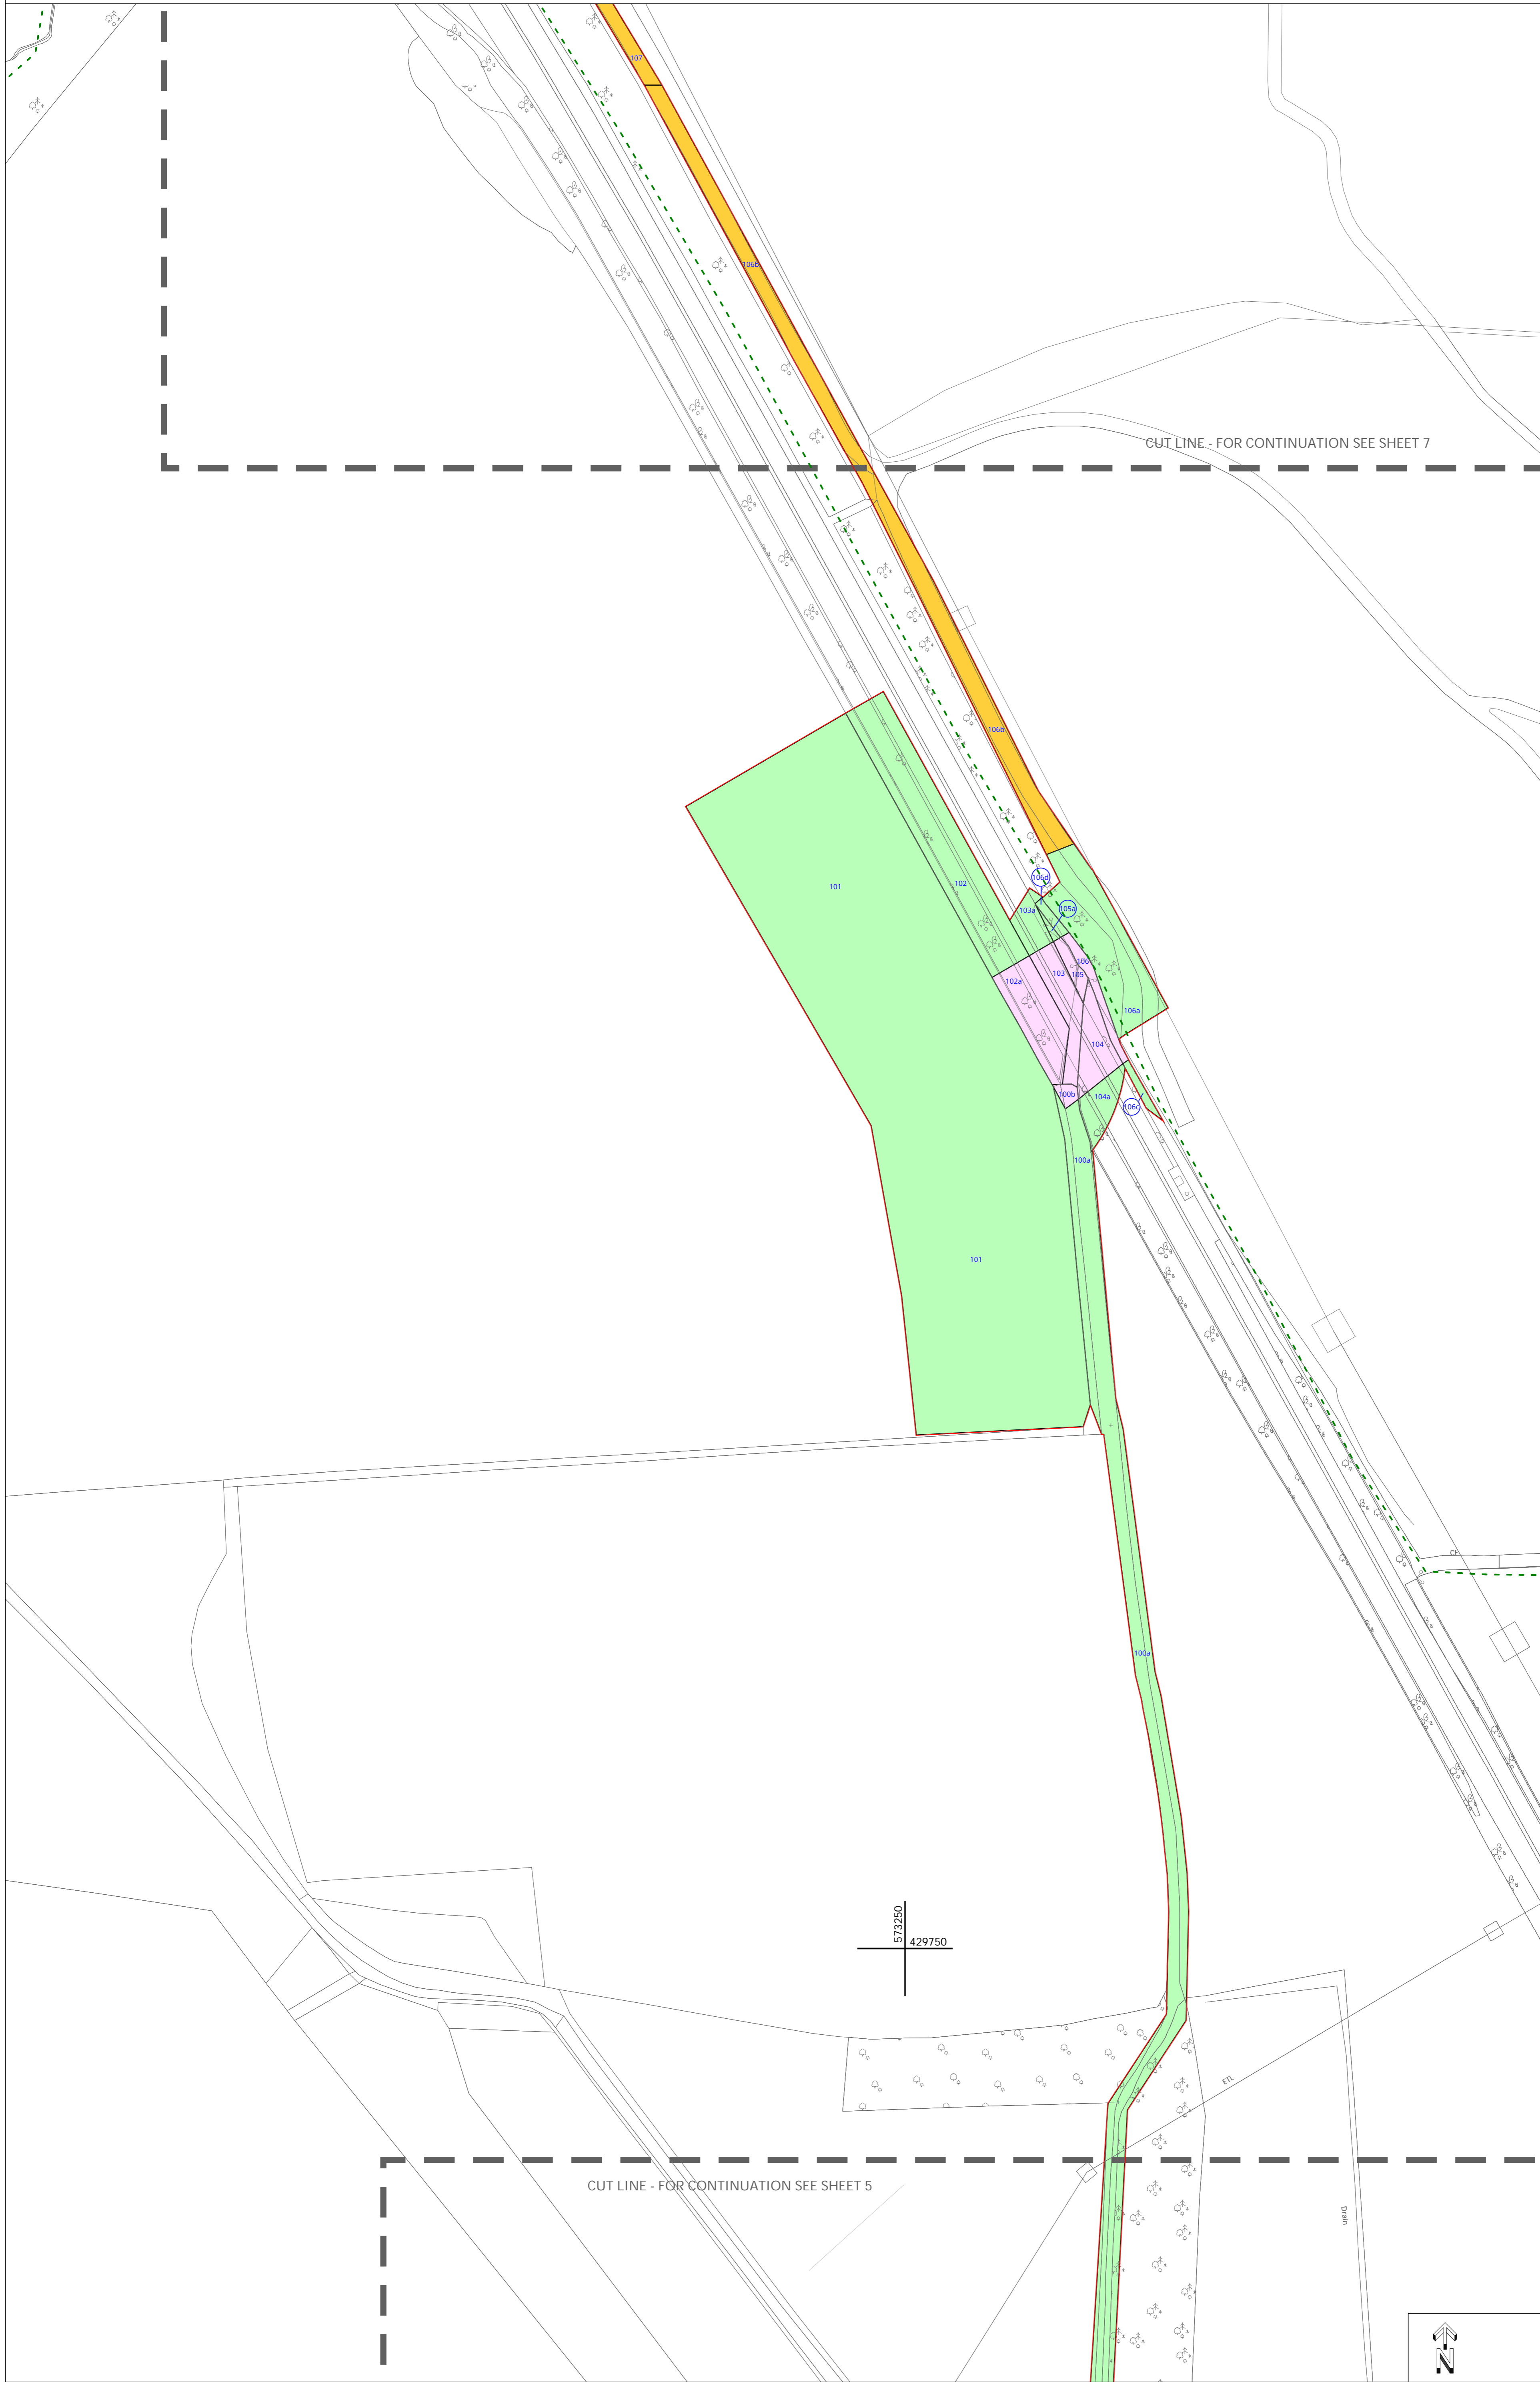 107
106b
CUT LINE - FOR CONTINUATION SEE SHEET 7
106b
106d
101
102
103a
105a
106
103
105
102a
106a
104
100b
104a
106c
100a
101
CF
100a
573250
429750
ETL
CUT LINE - FOR CONTINUATION SEE SHEET 5
Drain
N